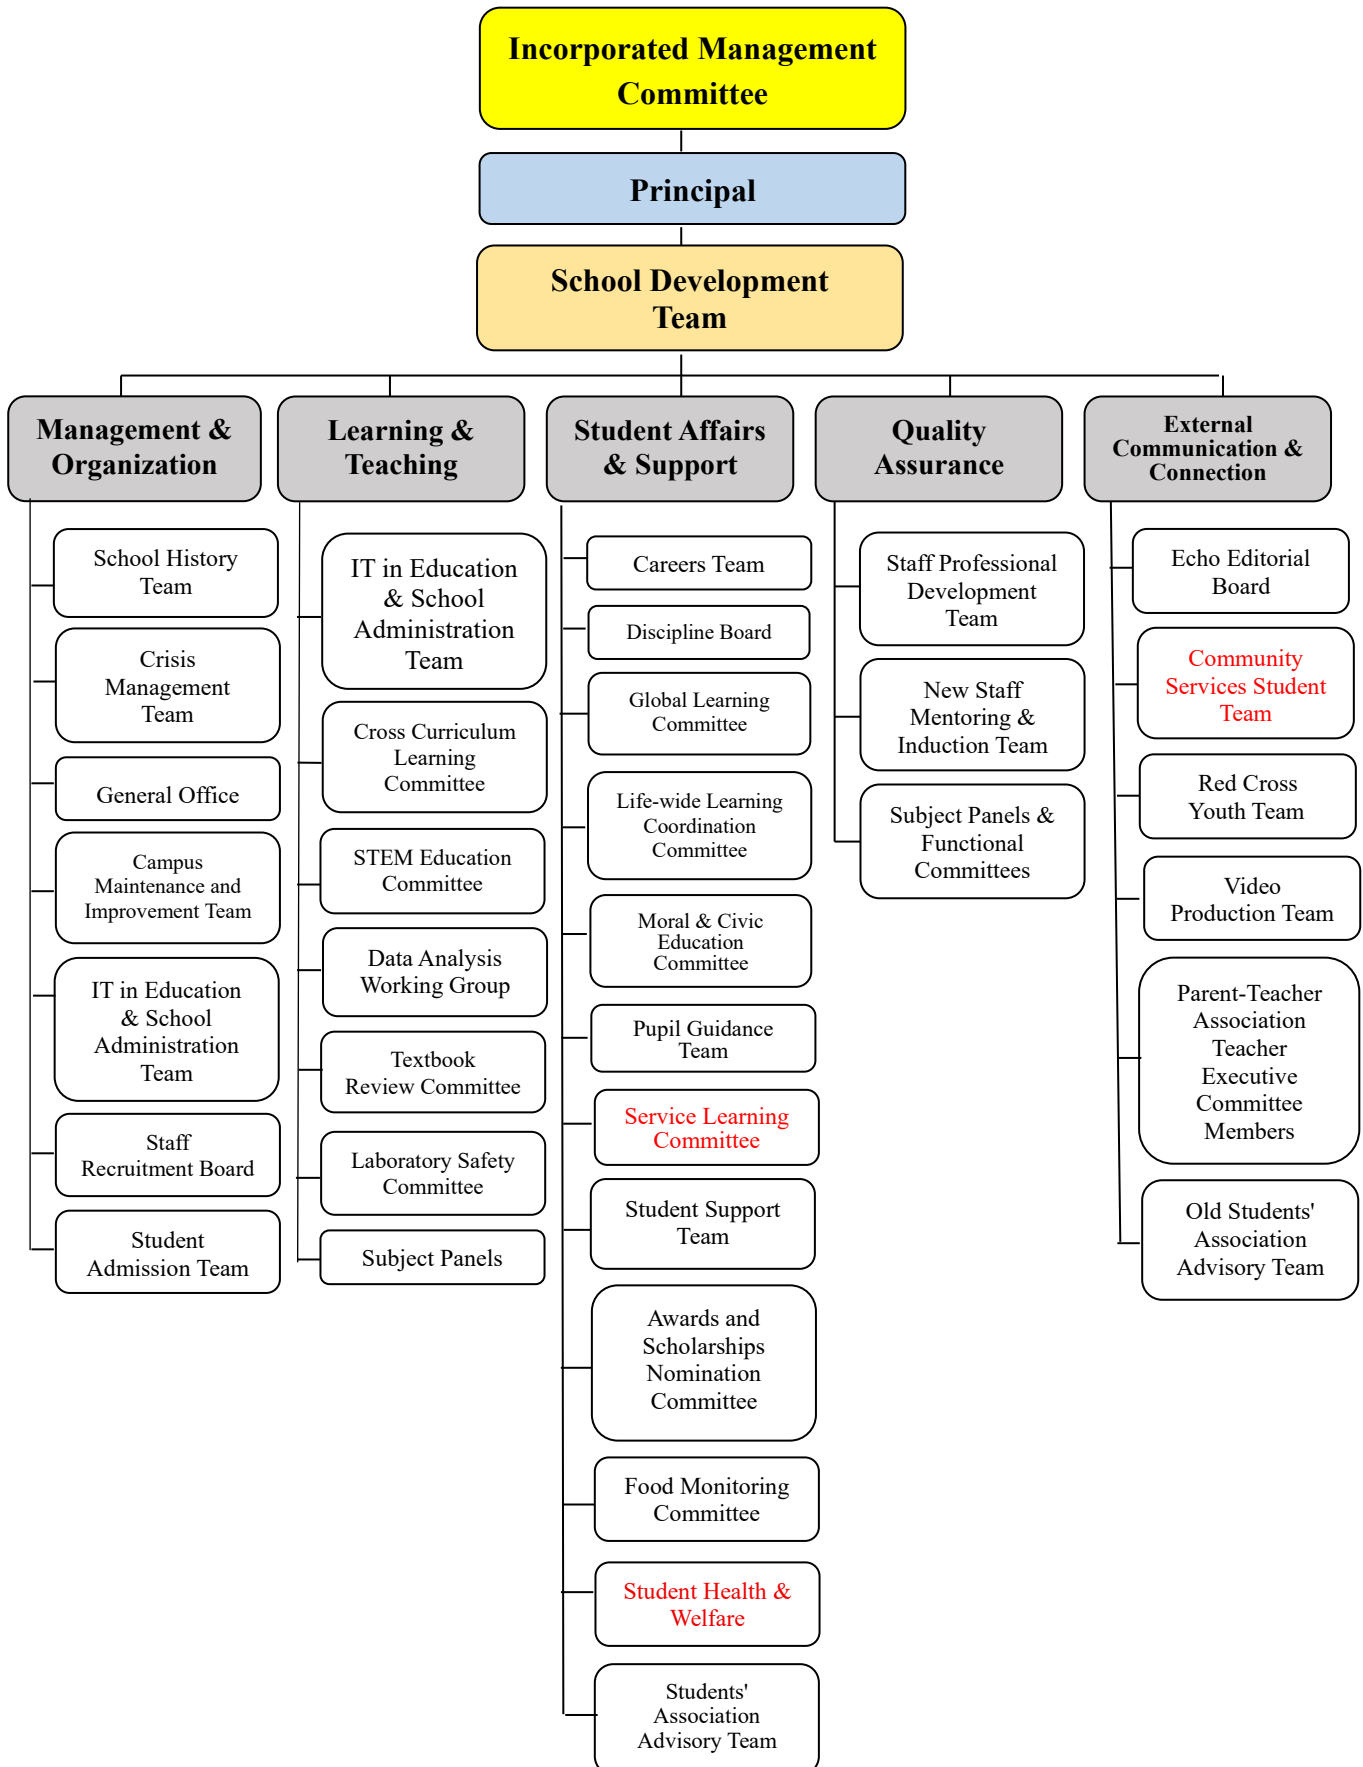 Incorporated Management
Committee
Principal
School Development
Team
Management &
Organization
School History
Team
Crisis
Management
Team
General Office
Campus
Maintenance and
Improvement Team
IT in Education
& School
Administration
Team
Staff
Recruitment Board
Student
Admission Team
Learning &
Teaching
IT in Education
& School
Administration
Team
Cross Curriculum
Learning
Committee
STEM Education
Committee
Data Analysis
Working Group
Textbook
Review Committee
Laboratory Safety
Committee
Subject Panels
Student Affairs
& Support
Careers Team
Discipline Board
Global Learning
Committee
Life-wide Learning
Coordination
Committee
Moral & Civic
Education
Committee
Pupil Guidance
Team
Service Learning
Committee
Student Support
Team
Awards and
Scholarships
Nomination
Committee
Food Monitoring
Committee
Student Health &
Welfare
Students'
Association
Advisory Team
Quality
Assurance
Staff Professional
Development
Team
New Staff
Mentoring &
Induction Team
Subject Panels &
Functional
Committees
External
Communication &
Connection
Echo Editorial
Board
Community
Services Student
Team
Red Cross
Youth Team
Video
Production Team
Parent-Teacher
Association
Teacher
Executive
Committee
Members
Old Students'
Association
Advisory Team